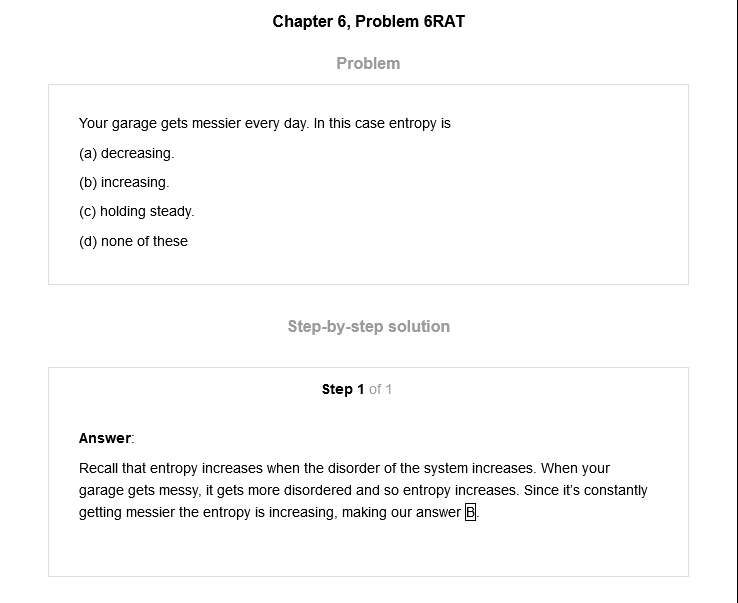 Chapter 6, Problem 6RAT
Problem
Your garage gets messier every day. In this case entropy is
(a) decreasing.
(b) increasing.
(c) holding steady.
(d) none of these
Step-by-step solution
Step 1 of 1
Answer:
Recall that entropy increases when the disorder of the system increases. When your
garage gets messy, it gets more disordered and so entropy increases. Since it’s constantly
getting messier the entropy is increasing, making our answer B.